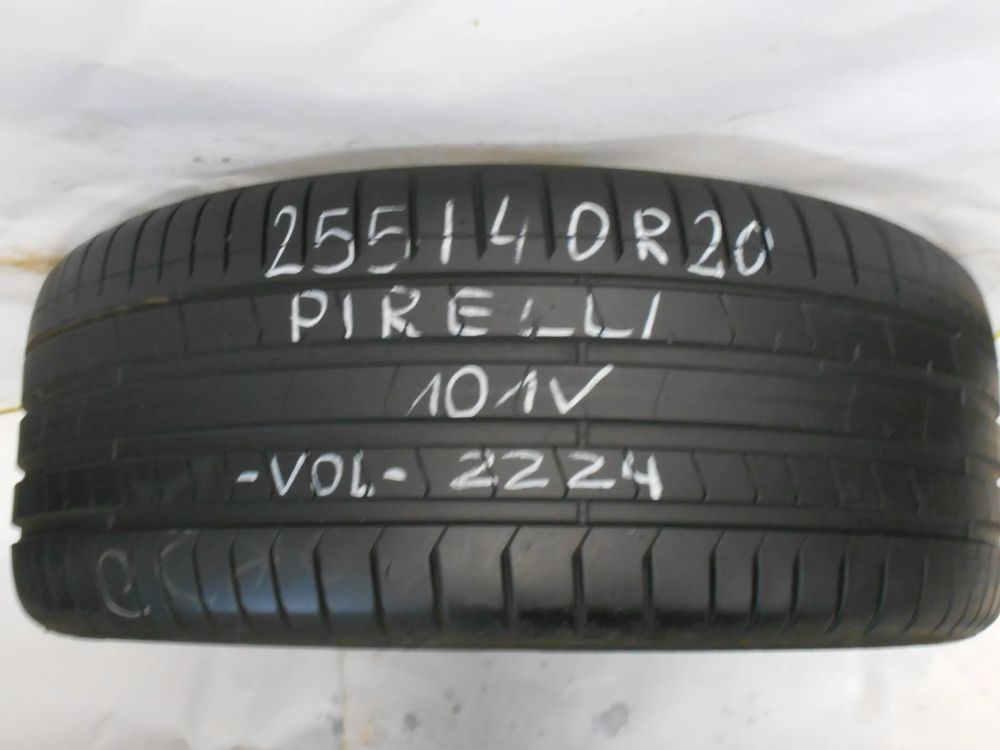 255/40R20
PIRELLI
101V
-VOL- 2224